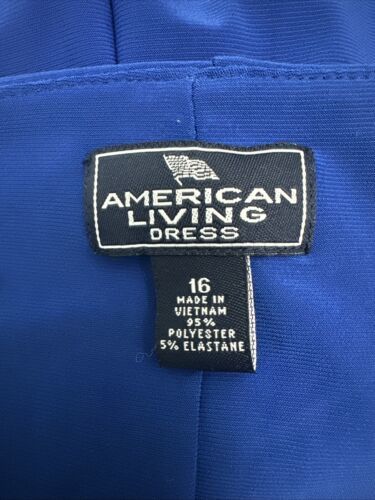 AMERICAN
LIVING
DRESS
16
MADE IN
VIETNAM
95%
POLYESTER
5% ELASTANE